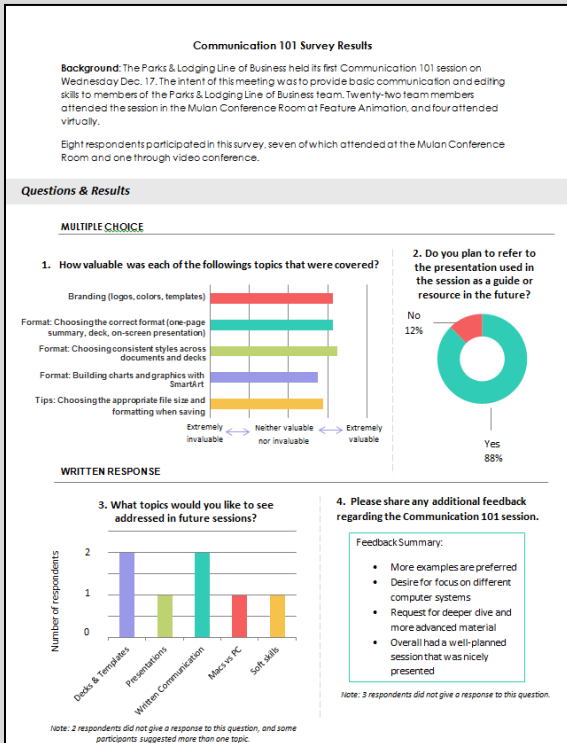 Communication 101 Survey Results
Background: The Parks & Lodging Line of Business held its first Communication 101 session on
Wednesday Dec. 17. The intent of this meeting was to provide basic communication and editing
skills to members of the Parks & Lodging Line of Business team. Twenty-two team members
attended the session in the Mulan Conference Room at Feature Animation, and four attended
virtually.
Eight respondents participated in this survey, seven of which attended at the Mulan Conference
Room and one through video conference.
Questions & Results
MULTIPLE CHOICE
1. How valuable was each of the followings topics that were covered?
Branding (logos, colors, templates)
Format: Choosing the correct format (one-page
summary, deck, on-screen presentation)
Format: Choosing consistent styles across
documents and decks
Format: Building charts and graphics with
SmartArt
Tips: Choosing the appropriate file size and
formatting when saving
Extremely
invaluable
Neither valuable
nor invaluable
Extremely
valuable
2. Do you plan to refer to
the presentation used in
the session as a guide or
resource in the future?
No
12%
Yes
88%
WRITTEN RESPONSE
3. What topics would you like to see
addressed in future sessions?
Number of respondents
2
1
0
Decks & Templates
Presentations
Written Communication
Macs vs PC
Soft skills
Note: 2 respondents did not give a response to this question, and some
participants suggested more than one topic.
4. Please share any additional feedback
regarding the Communication 101 session.
Feedback Summary:
• More examples are preferred
• Desire for focus on different
computer systems
• Request for deeper dive and
more advanced material
• Overall had a well-planned
session that was nicely
presented
Note: 3 respondents did not give a response to this question.